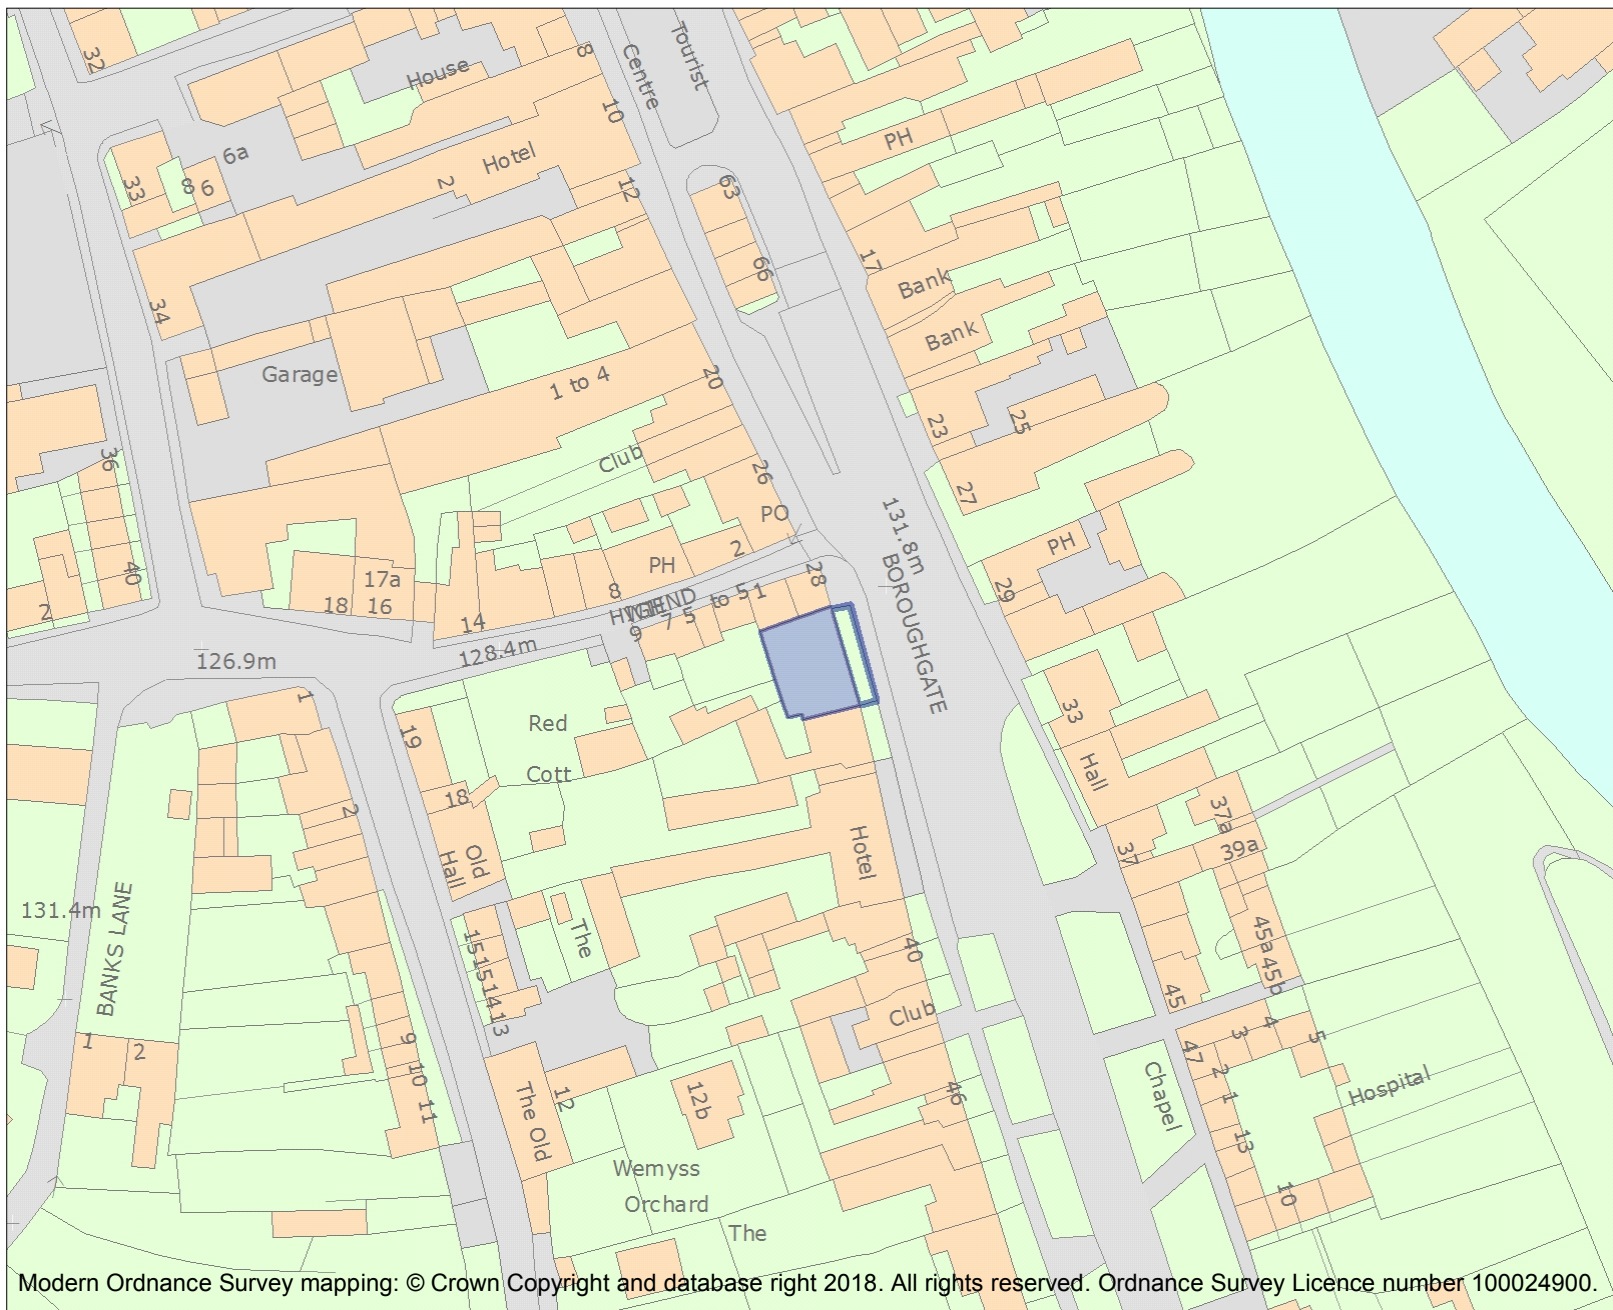 32
House
8
Centre
Tourist
10
PH
33
8 6
6a
2
Hotel
12
63
66
17
Bank
Bank
34
Garage
1 to 4
20
23
25
Club
26
27
36
PO
131.8m
BOROUGHGATE
PH
29
40
2
17a
18
16
14
8
PH
2
28
9
7
5
to 5
1
128.4m
126.9m
1
19
Red
Cott
33
Hall
2
18
Old
Hall
Hotel
37a
37
39a
131.4m
BANKS LANE
The
15
15
14
13
40
45a
45b
45
Club
1
2
9
10
11
The Old
12
12b
46
Chapel
47
2
1
3
4
5
13
10
Hospital
Wemyss
Orchard
The
Modern Ordnance Survey mapping: © Crown Copyright and database right 2018. All rights reserved. Ordnance Survey Licence number 100024900.